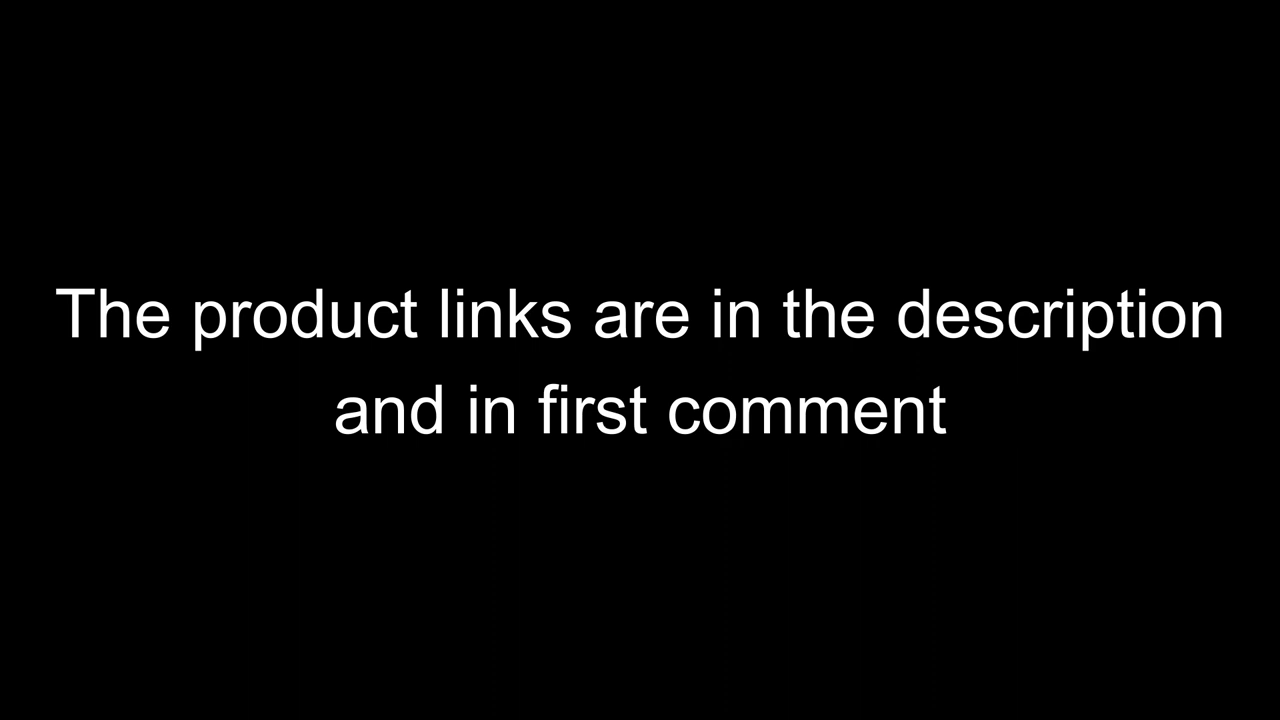 The product links are in the description
and in first comment